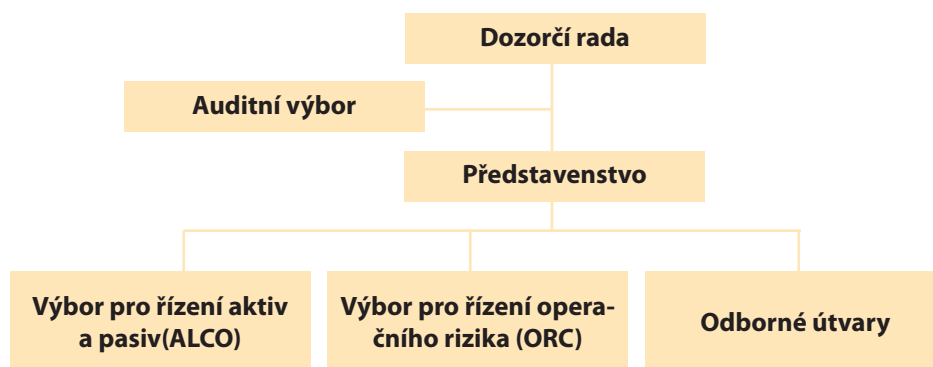 Dozorčí rada
Auditní výbor
Představenstvo
Výbor pro řízení aktiv
a pasiv(ALCO)
Výbor pro řízení opera-
čního rizika (ORC)
Odborné útvary